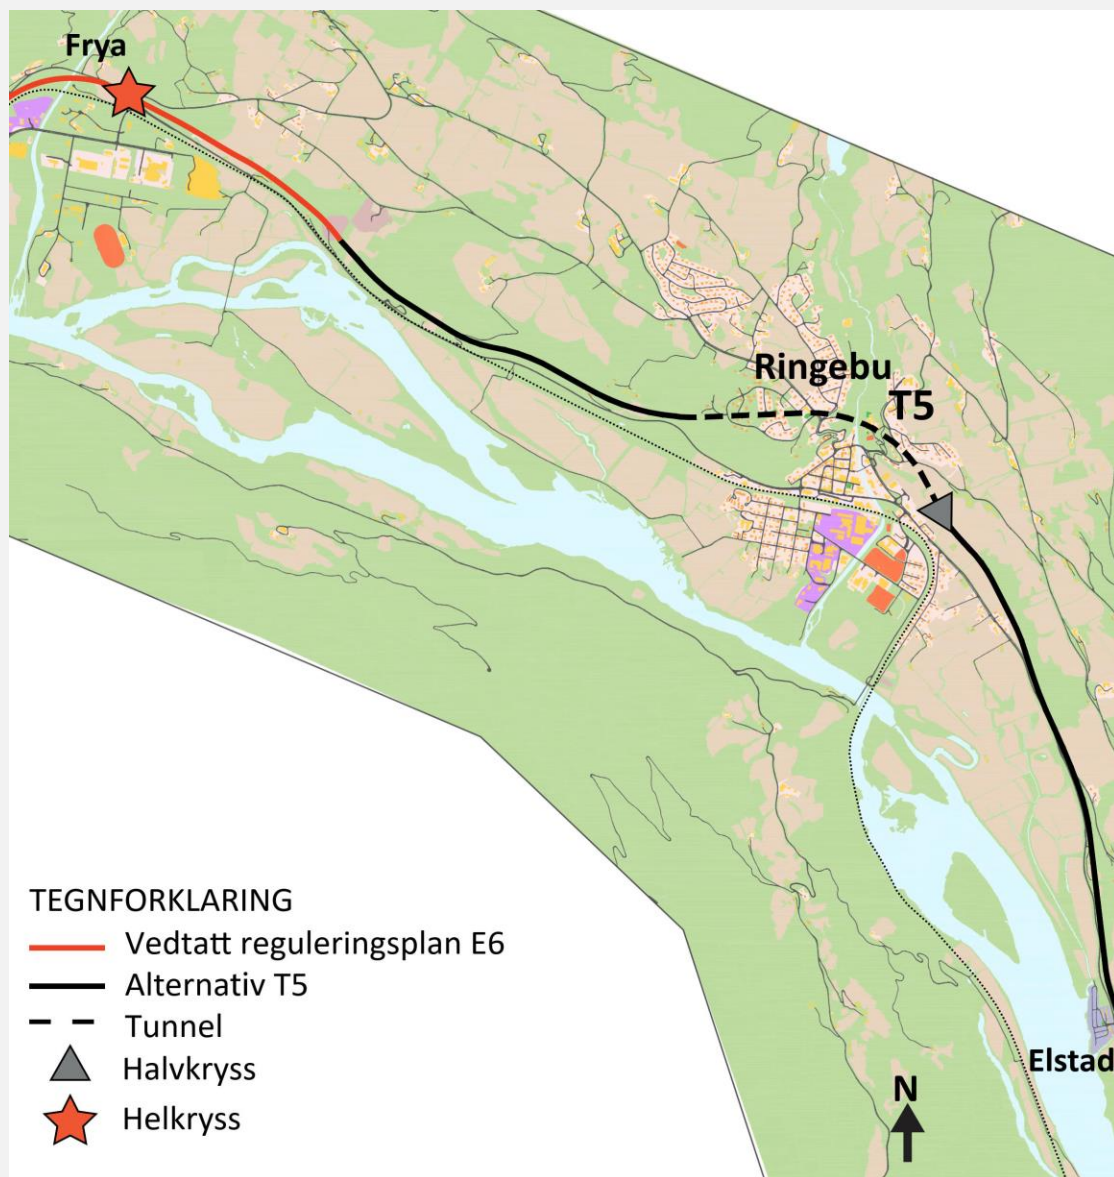 Frya
Ringebu
T5
TEGNFORKLARING
Vedtatt reguleringsplan E6
Alternativ T5
Tunnel
Halvkryss
Helkryss
Elstad
N